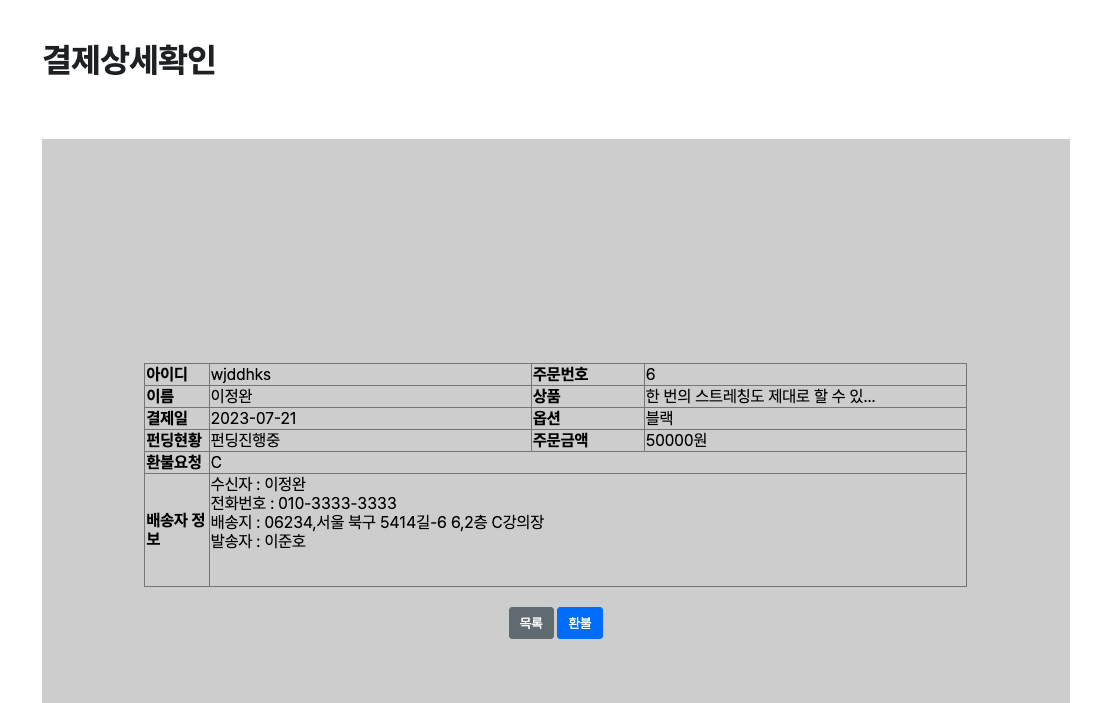 결제상세확인
아이디 wjddhks 주문번호 6
이름 이정완 상품 한 번의 스트레칭도 제대로 할 수 있...
결제일 2023-07-21 옵션 블랙
펀딩현황 펀딩진행중 주문금액 50000원
환불요청 C
배송자 정
보
수신자 : 이정완
전화번호 : 010-3333-3333
배송지 : 06234,서울 북구 5414길-6 6,2층 C강의장
발송자 : 이준호
목록 환불